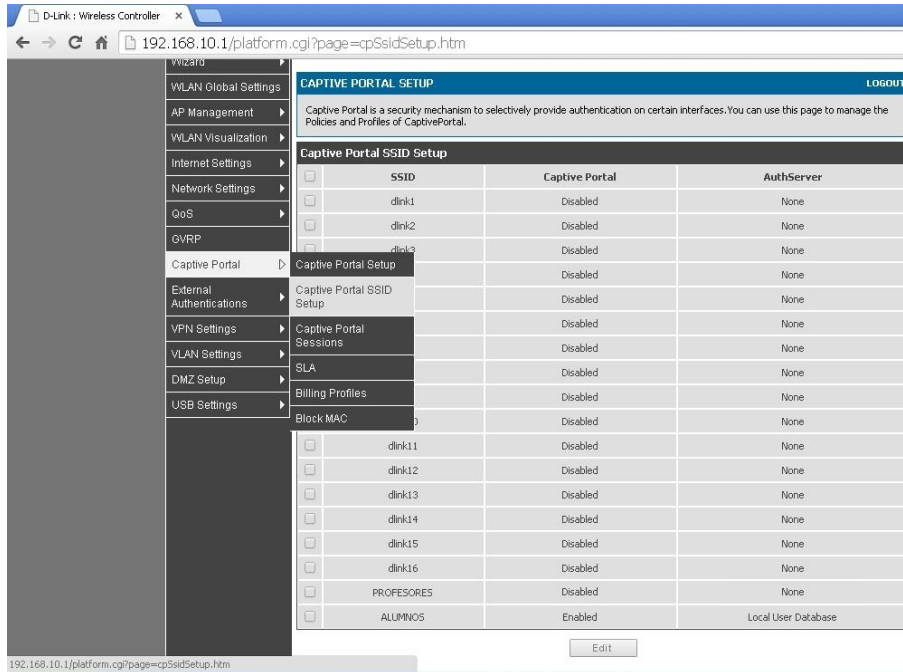 D-Link : Wireless Controller
192.168.10.1/platform.cgi?page=cpSsidSetup.htm
Wizard
WLAN Global Settings
AP Management
WLAN Visualization
Internet Settings
Network Settings
QoS
GVRP
Captive Portal
External
Authentications
VPN Settings
VLAN Settings
DMZ Setup
USB Settings
Captive Portal Setup
Captive Portal SSID
Setup
Captive Portal
Sessions
SLA
Billing Profiles
Block MAC
CAPTIVE PORTAL SETUP LOGOUT
Captive Portal is a security mechanism to selectively provide authentication on certain interfaces.You can use this page to manage the
Policies and Profiles of CaptivePortal.
Captive Portal SSID Setup
SSID Captive Portal AuthServer
dlink1 Disabled None
dlink2 Disabled None
dlink3 Disabled None
Disabled None
Disabled None
Disabled None
Disabled None
Disabled None
Disabled None
Disabled None
dlink11 Disabled None
dlink12 Disabled None
dlink13 Disabled None
dlink14 Disabled None
dlink15 Disabled None
dlink16 Disabled None
PROFESORES Disabled None
ALUMNOS Enabled Local User Database
Edit
192.168.10.1/platform.cgi?page=cpSsidSetup.htm